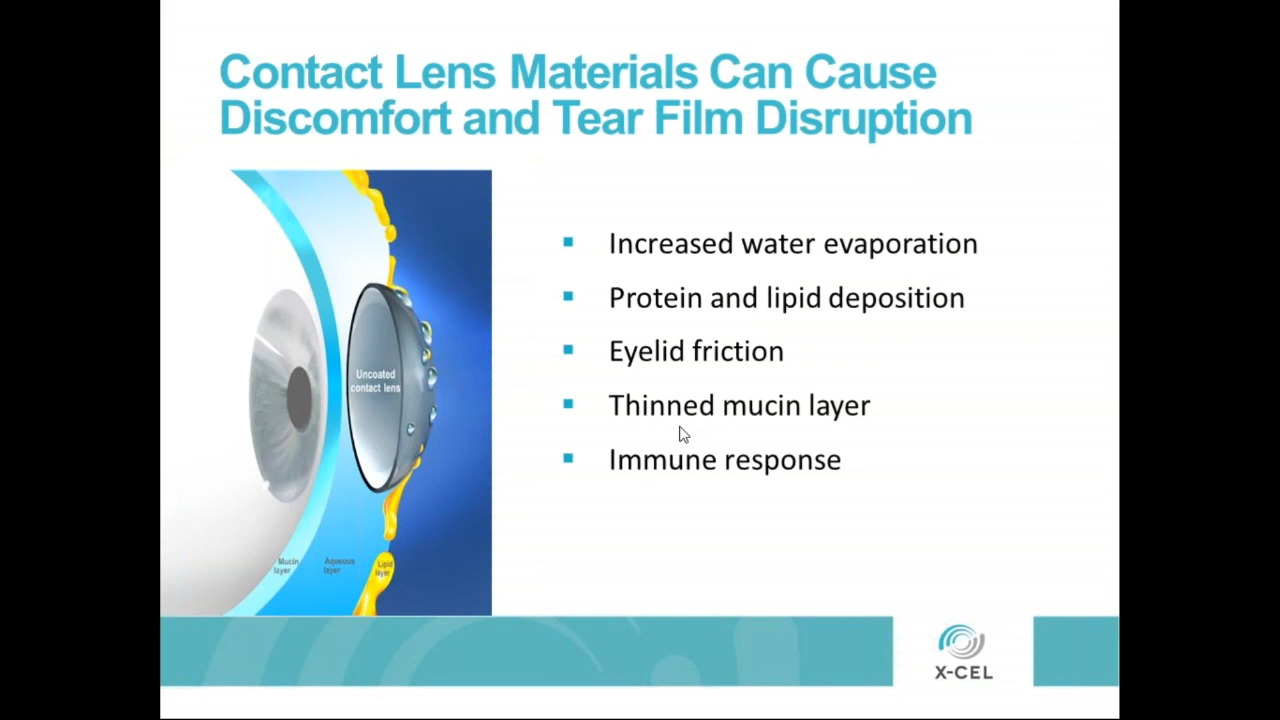 Contact Lens Materials Can Cause
Discomfort and Tear Film Disruption
Uncoated
contact lens
Mucin
layer
Aqueous
layer
Lipid
layer
Increased water evaporation
Protein and lipid deposition
Eyelid friction
Thinned mucin layer
Immune response
X-CEL